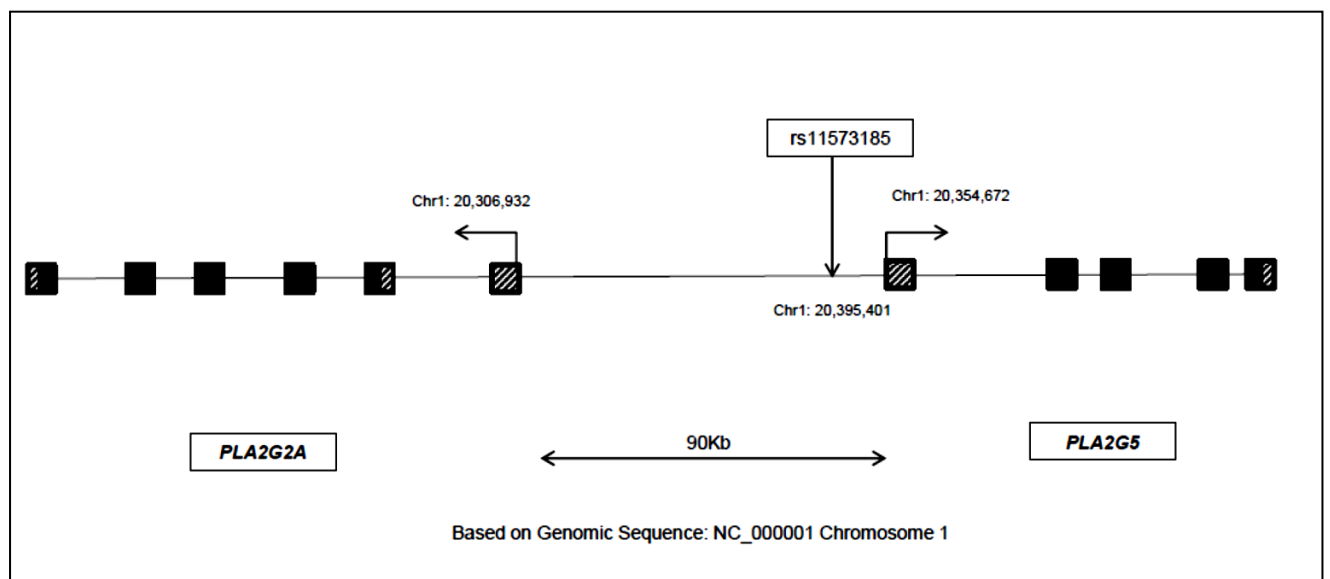 rs11573185
Chr1: 20,306,932
Chr1: 20,354,672
Chr1: 20,395,401
PLA2G2A
90Kb
PLA2G5
Based on Genomic Sequence: NC_000001 Chromosome 1